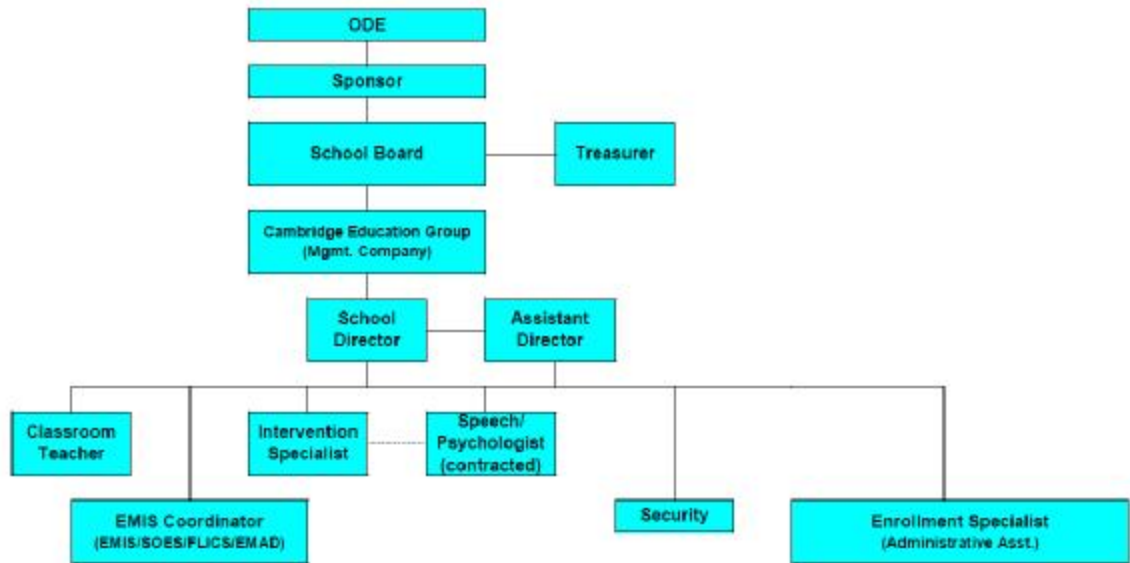 ODE
Sponsor
School Board
Treasurer
Cambridge Education Group
(Mgmt. Company)
School
Director
Assistant
Director
Classroom
Teacher
Intervention
Specialist
Speech/
Psychologist
(contracted)
EMIS Coordinator
(EMIS/SOES/FLICS/EMAD)
Security
Enrollment Specialist
(Administrative Asst.)